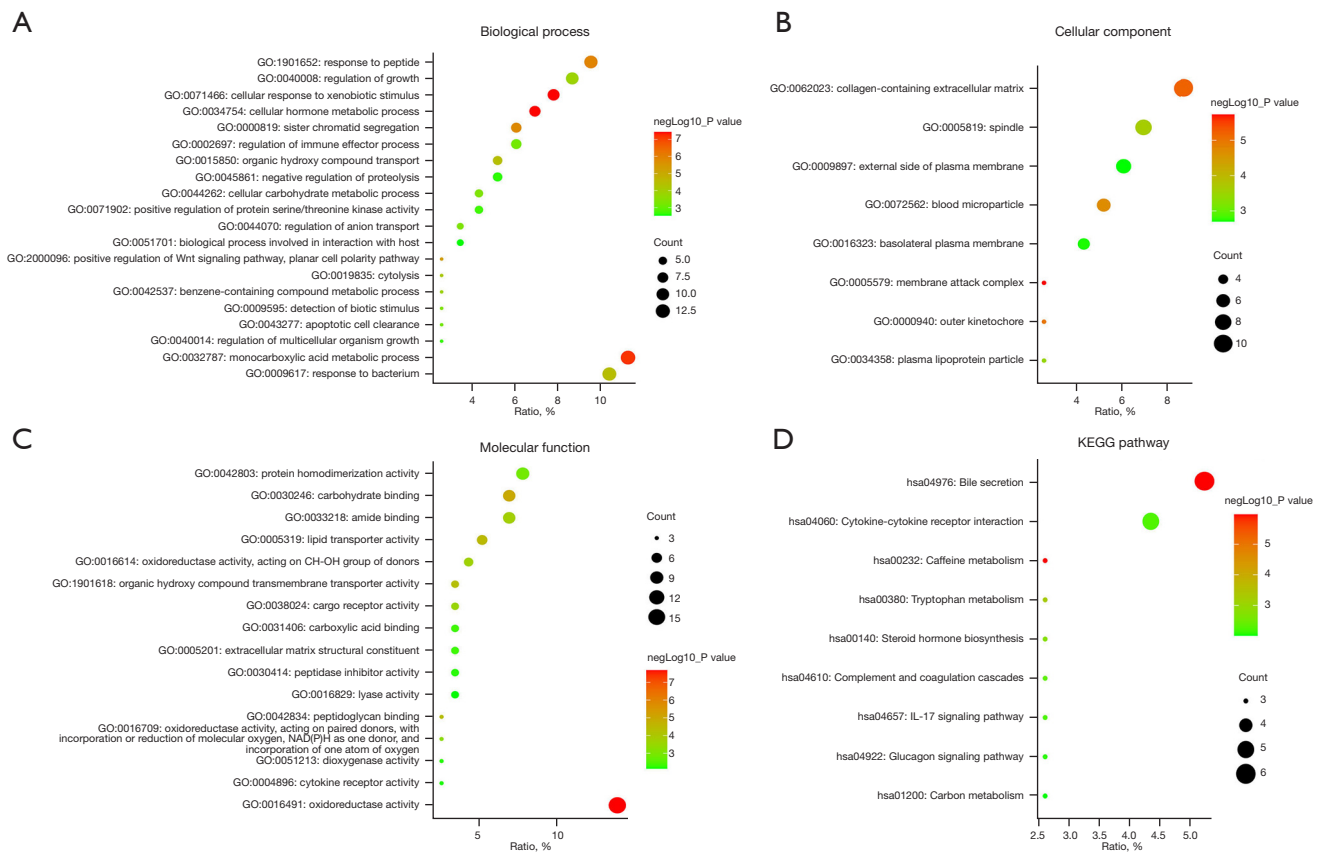 A
Biological process
GO:1901652: response to peptide
GO:0040008: regulation of growth
GO:0071466: cellular response to xenobiotic stimulus
GO:0034754: cellular hormone metabolic process
GO:0000819: sister chromatid segregation
GO:0002697: regulation of immune effector process
GO:0015850: organic hydroxy compound transport
GO:0045861: negative regulation of proteolysis
GO:0044262: cellular carbohydrate metabolic process
GO:0071902: positive regulation of protein serine/threonine kinase activity
GO:0044070: regulation of anion transport
GO:0051701: biological process involved in interaction with host
GO:2000096: positive regulation of Wnt signaling pathway, planar cell polarity pathway
GO:0019835: cytolysis
GO:0042537: benzene-containing compound metabolic process
GO:0009595: detection of biotic stimulus
GO:0043277: apoptotic cell clearance
GO:0040014: regulation of multicellular organism growth
GO:0032787: monocarboxylic acid metabolic process
GO:0009617: response to bacterium
4 6 8 10
Ratio, %
negLog10_P value
7
6
5
4
3
Count
5.0
7.5
10.0
12.5
B
Cellular component
GO:0062023: collagen-containing extracellular matrix
GO:0005819: spindle
GO:0009897: external side of plasma membrane
GO:0072562: blood microparticle
GO:0016323: basolateral plasma membrane
GO:0005579: membrane attack complex
GO:0000940: outer kinetochore
GO:0034358: plasma lipoprotein particle
4 6 8
Ratio, %
negLog10_P value
5
4
3
Count
4
6
8
10
C
Molecular function
GO:0042803: protein homodimerization activity
GO:0030246: carbohydrate binding
GO:0033218: amide binding
GO:0005319: lipid transporter activity
GO:0016614: oxidoreductase activity, acting on CH-OH group of donors
GO:1901618: organic hydroxy compound transmembrane transporter activity
GO:0038024: cargo receptor activity
GO:0031406: carboxylic acid binding
GO:0005201: extracellular matrix structural constituent
GO:0030414: peptidase inhibitor activity
GO:0016829: lyase activity
GO:0042834: peptidoglycan binding
GO:0016709: oxidoreductase activity, acting on paired donors, with
incorporation or reduction of molecular oxygen, NAD(P)H as one donor, and
incorporation of one atom of oxygen
GO:0051213: dioxygenase activity
GO:0004896: cytokine receptor activity
GO:0016491: oxidoreductase activity
5 10
Ratio, %
Count
3
6
9
12
15
negLog10_P value
7
6
5
4
3
D
KEGG pathway
hsa04976: Bile secretion
hsa04060: Cytokine-cytokine receptor interaction
hsa00232: Caffeine metabolism
hsa00380: Tryptophan metabolism
hsa00140: Steroid hormone biosynthesis
hsa04610: Complement and coagulation cascades
hsa04657: IL-17 signaling pathway
hsa04922: Glucagon signaling pathway
hsa01200: Carbon metabolism
2.5 3.0 3.5 4.0 4.5 5.0
Ratio, %
negLog10_P value
5
4
3
Count
3
4
5
6